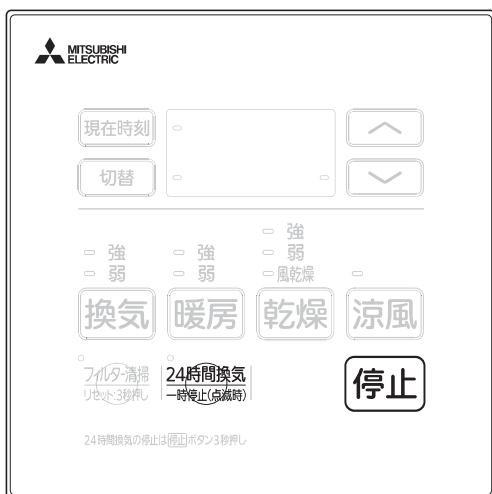 MITSUBISHI
ELECTRIC
現在時刻
切替
強
弱
強
弱
強
弱
風乾燥
換気
暖房
乾燥
涼風
フィルター清掃
リセット:3秒押し
24時間換気
一時停止(点滅時)
停止
24時間換気の停止は停止ボタン3秒押し